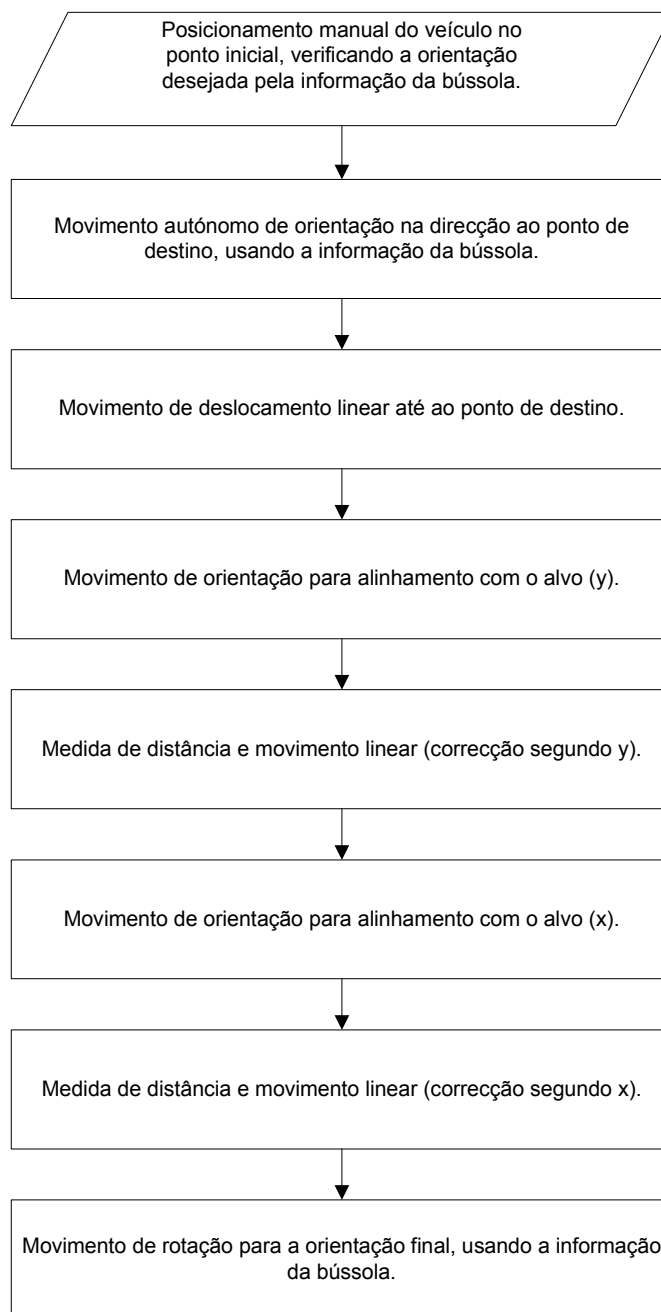 Posicionamento manual do veículo no
ponto inicial, verificando a orientação
desejada pela informação da bússola.
Movimento autónomo de orientação na direcção ao ponto de
destino, usando a informação da bússola.
Movimento de deslocamento linear até ao ponto de destino.
Movimento de orientação para alinhamento com o alvo (y).
Medida de distância e movimento linear (correcção segundo y).
Movimento de orientação para alinhamento com o alvo (x).
Medida de distância e movimento linear (correcção segundo x).
Movimento de rotação para a orientação final, usando a informação
da bússola.